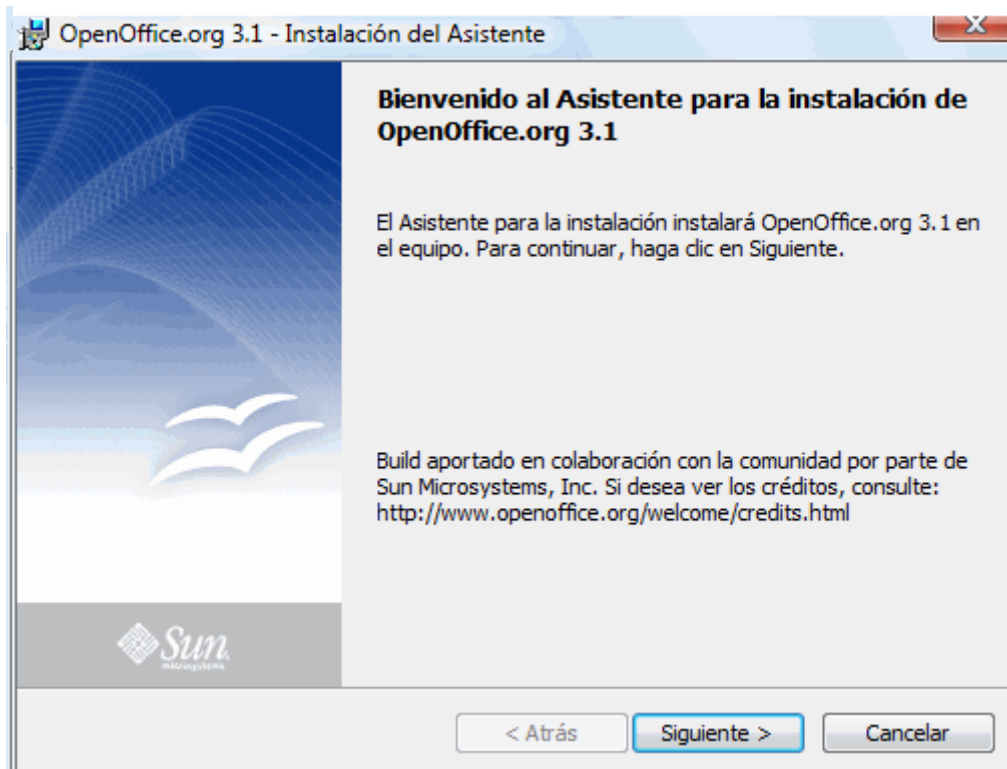 OpenOffice.org 3.1 - Instalación del Asistente
X
Bienvenido al Asistente para la instalación de
OpenOffice.org 3.1
El Asistente para la instalación instalará OpenOffice.org 3.1 en
el equipo. Para continuar, haga clic en Siguiente.
Build aportado en colaboración con la comunidad por parte de
Sun Microsystems, Inc. Si desea ver los créditos, consulte:
http://www.openoffice.org/welcome/credits.html
Sun
microsystems
< Atrás
Siguiente >
Cancelar